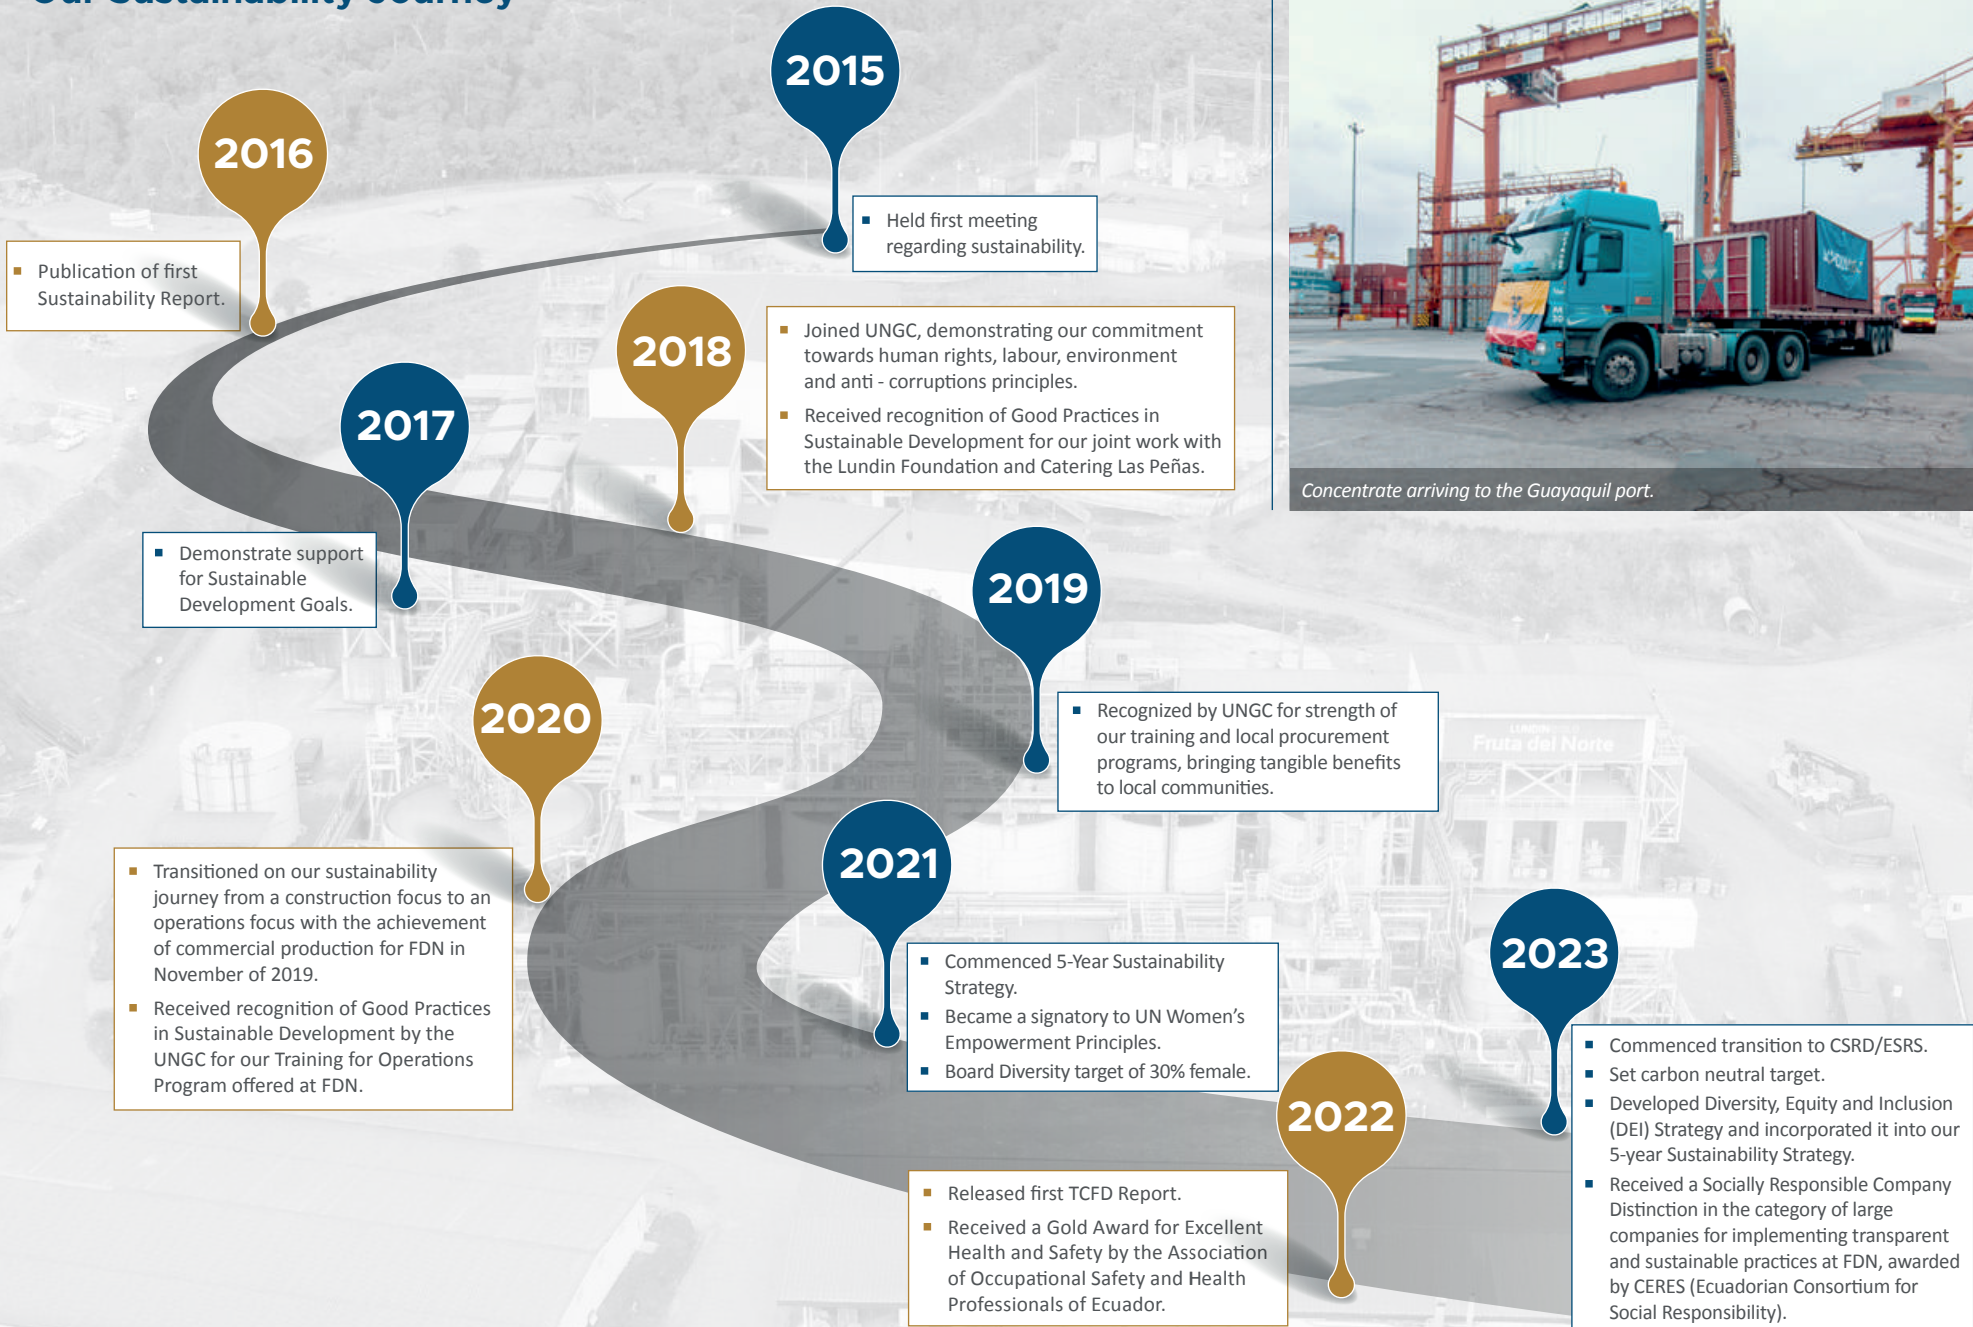 Our Sustainability Journey
2015
Held first meeting
regarding sustainability.
2016
Publication of first
Sustainability Report.
2017
Demonstrate support
for Sustainable
Development Goals.
2018
Joined UNGC, demonstrating our commitment
towards human rights, labour, environment
and anti - corruptions principles.
Received recognition of Good Practices in
Sustainable Development for our joint work with
the Lundin Foundation and Catering Las Peñas.
Concentrate arriving to the Guayaquil port.
2019
Recognized by UNGC for strength of
our training and local procurement
programs, bringing tangible benefits
to local communities.
Fruta del Norte
2020
Transitioned on our sustainability
journey from a construction focus to an
operations focus with the achievement
of commercial production for FDN in
November of 2019.
Received recognition of Good Practices
in Sustainable Development by the
UNGC for our Training for Operations
Program offered at FDN.
2021
Commenced 5-Year Sustainability
Strategy.
Became a signatory to UN Women's
Empowerment Principles.
Board Diversity target of 30% female.
2022
Released first TCFD Report.
Received a Gold Award for Excellent
Health and Safety by the Association
of Occupational Safety and Health
Professionals of Ecuador.
2023
Commenced transition to CSRD/ESRS.
Set carbon neutral target.
Developed Diversity, Equity and Inclusion
(DEI) Strategy and incorporated it into our
5-year Sustainability Strategy.
Received a Socially Responsible Company
Distinction in the category of large
companies for implementing transparent
and sustainable practices at FDN, awarded
by CERES (Ecuadorian Consortium for
Social Responsibility).